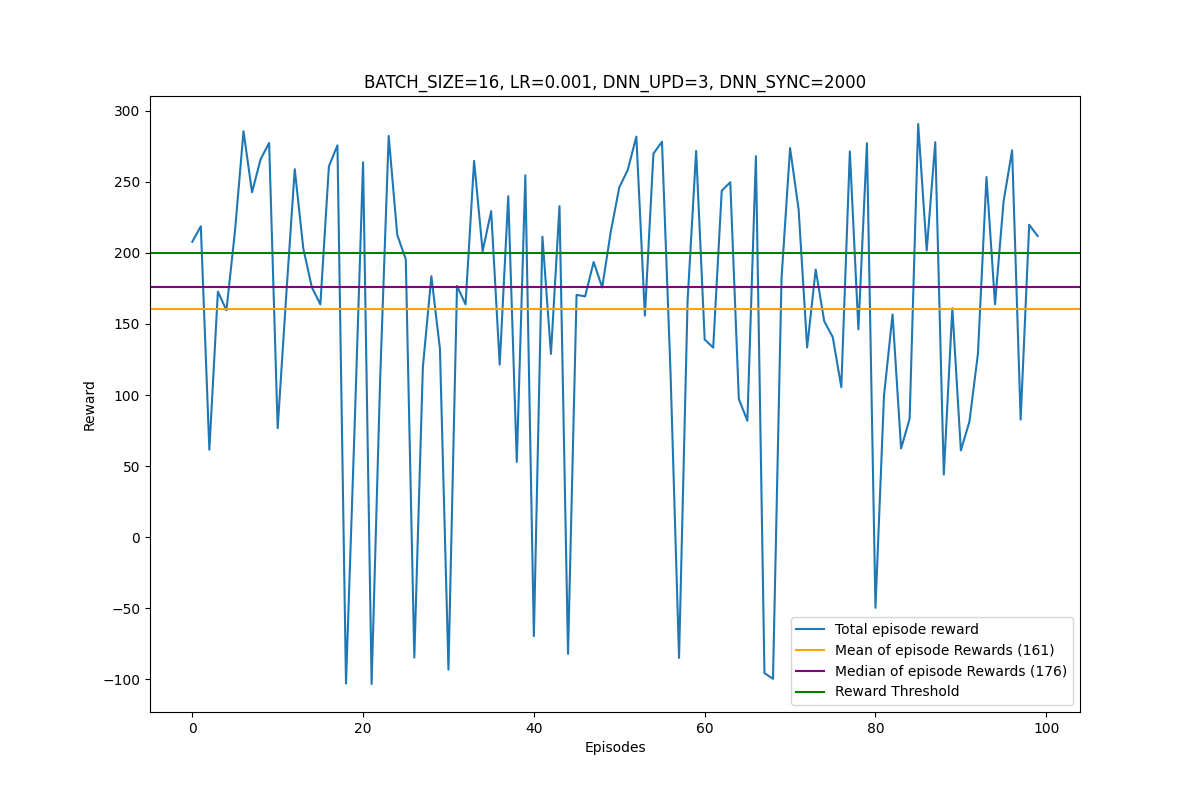 BATCH_SIZE=16, LR=0.001, DNN_UPD=3, DNN_SYNC=2000
300
250
200
150
100
50
0
−50
−100
Reward
Total episode reward
Mean of episode Rewards (161)
Median of episode Rewards (176)
Reward Threshold
0 20 40 60 80 100
Episodes